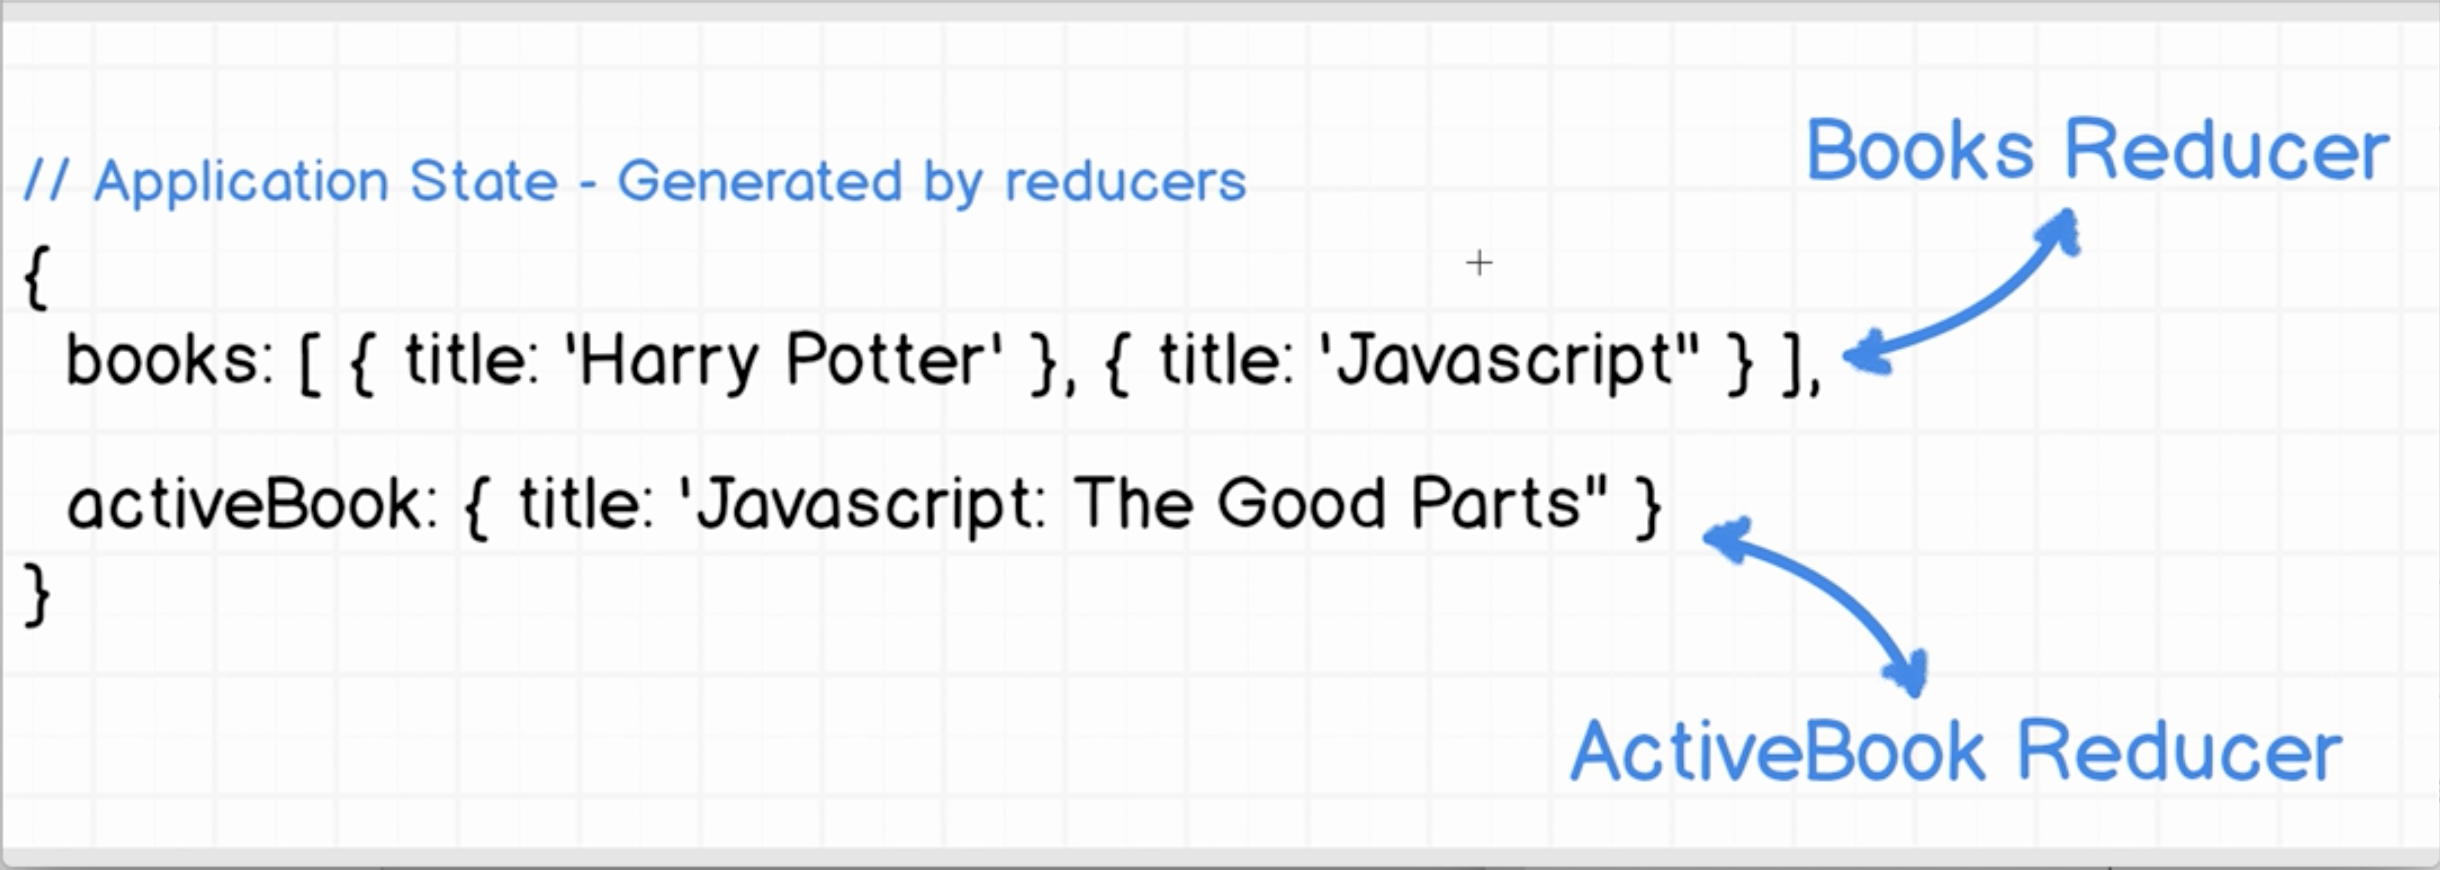 Books Reducer
// Application State - Generated by reducers
{
books: [ { title: 'Harry Potter' }, { title: 'Javascript" } ],
activeBook: { title: 'Javascript: The Good Parts" }
}
ActiveBook Reducer